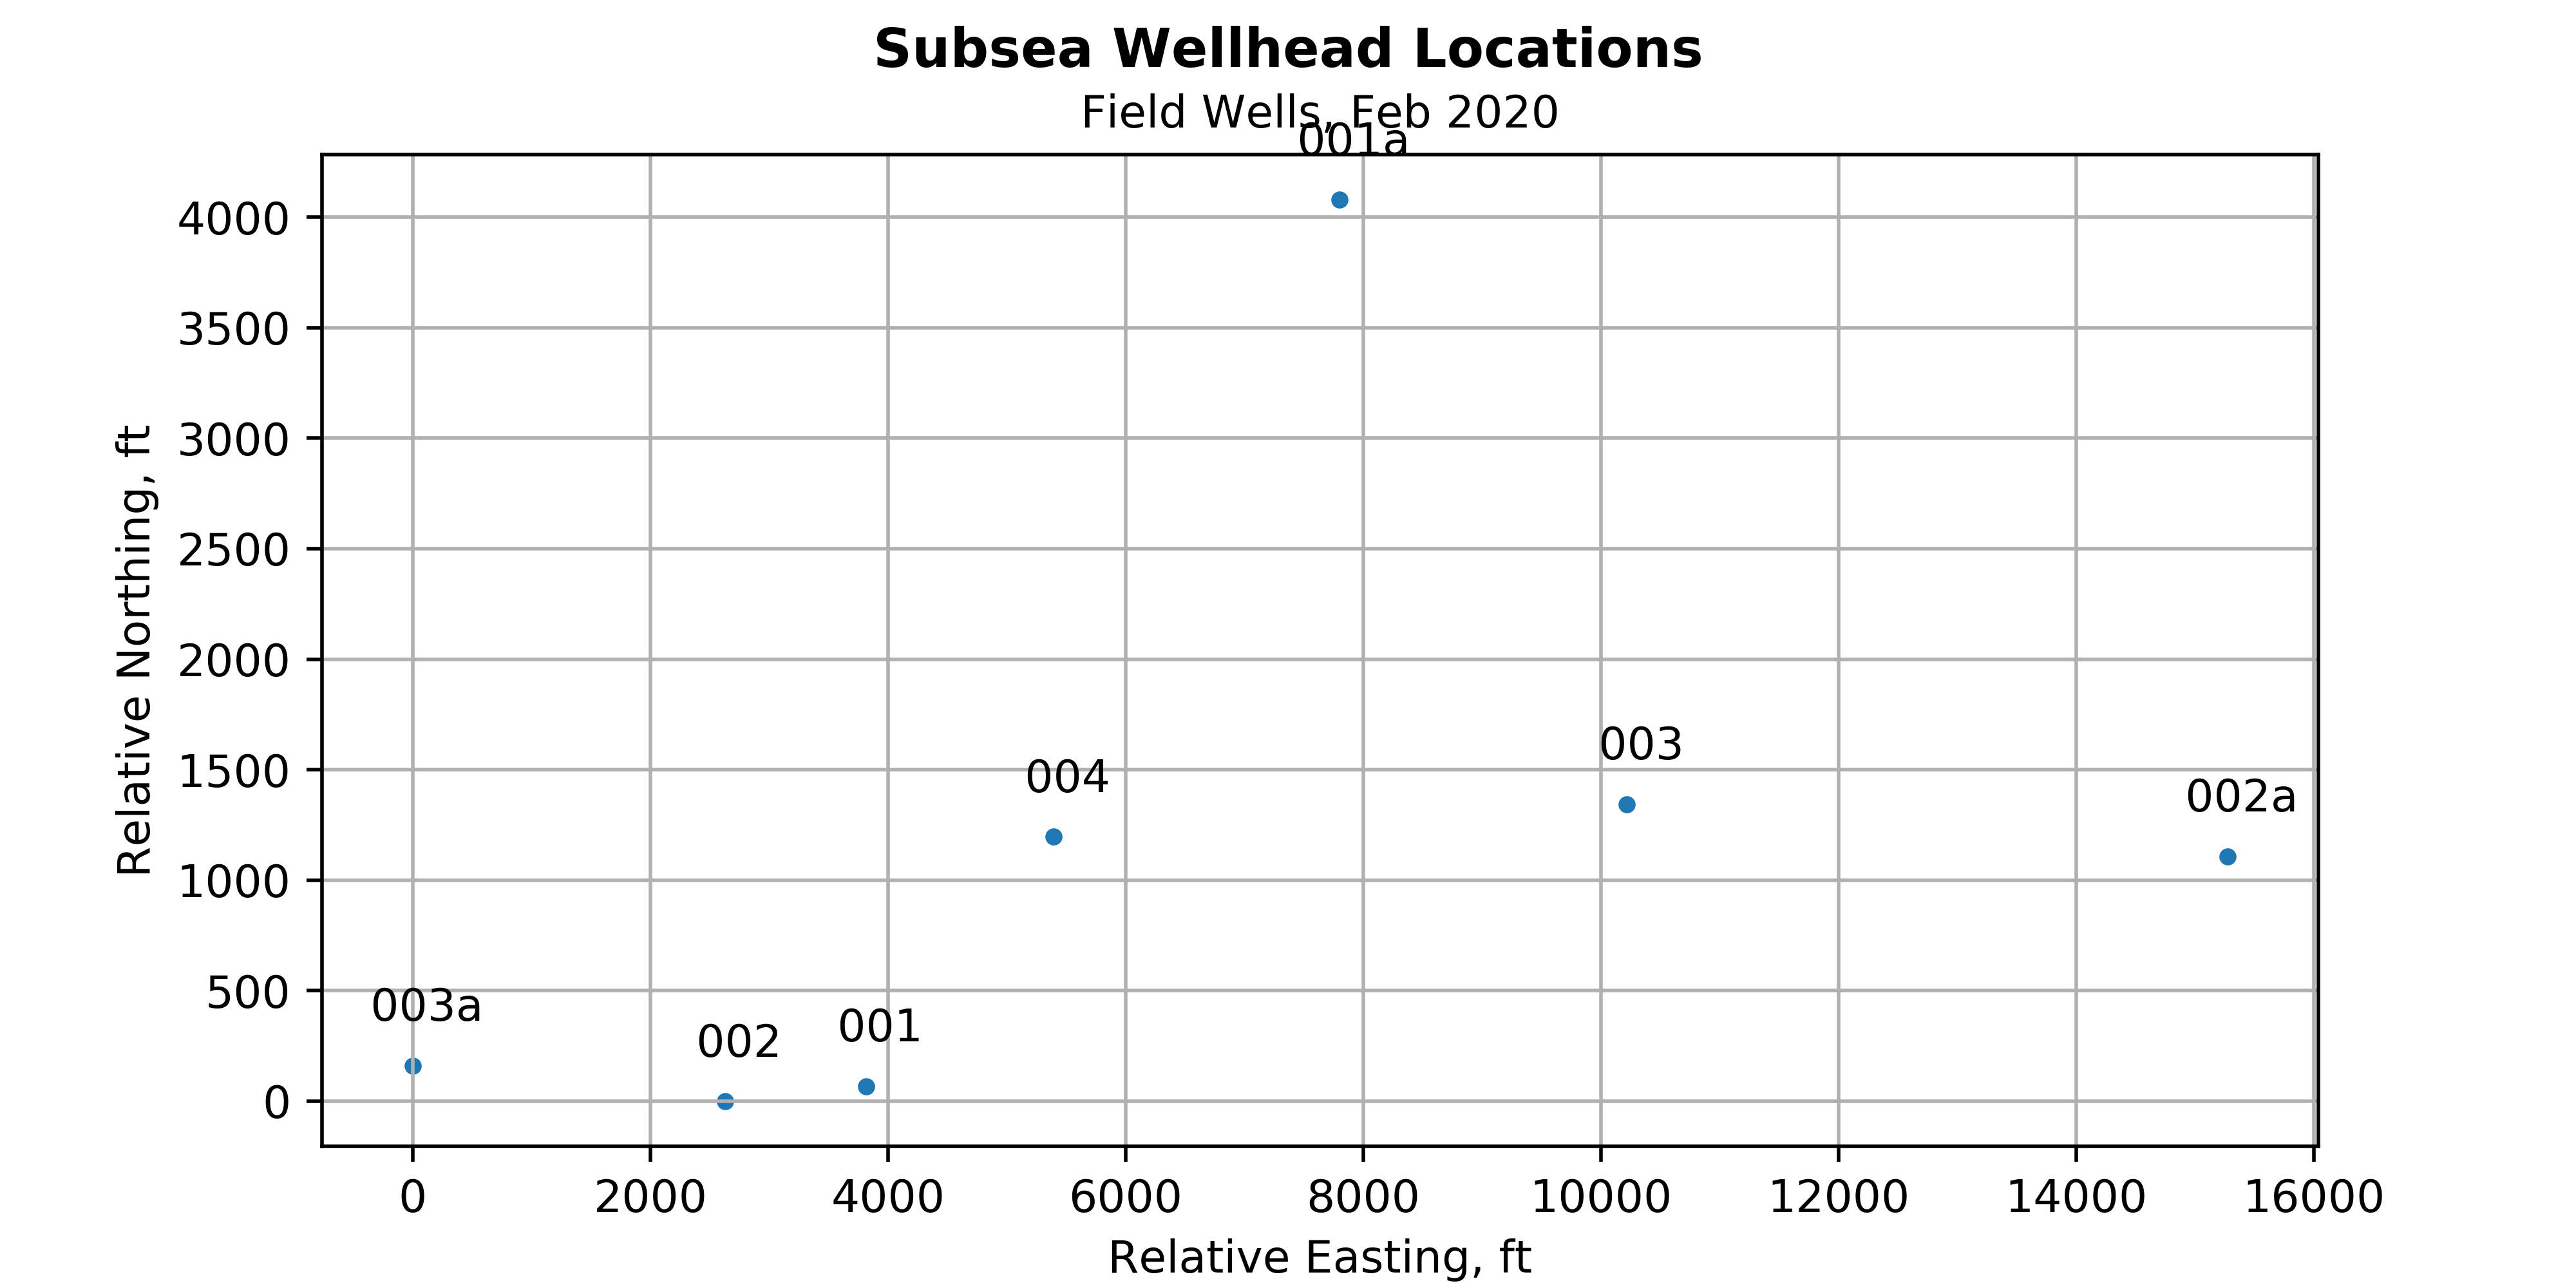 Subsea Wellhead Locations
Field Wells, Feb 2020
001a
4000
3500
3000
2500
2000
1500
1000
500
0
Relative Northing, ft
003
004
002a
003a
001
002
0 2000 4000 6000 8000 10000 12000 14000 16000
Relative Easting, ft